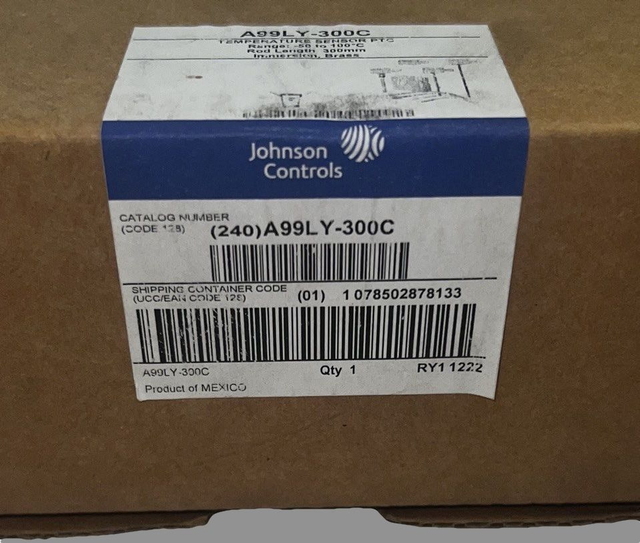 A99LY-300C
TEMPERATURE SENSOR PTC
Range: -50 to 100°C
Rod Length 300mm
Immersion, Brass
Johnson
Controls
CATALOG NUMBER
(CODE 128)
(240)A99LY-300C
SHIPPING CONTAINER CODE
(UCC/EAN CODE 128)
(01) 1 078502878133
A99LY-300C Qty 1 RY1 1222
Product of MEXICO